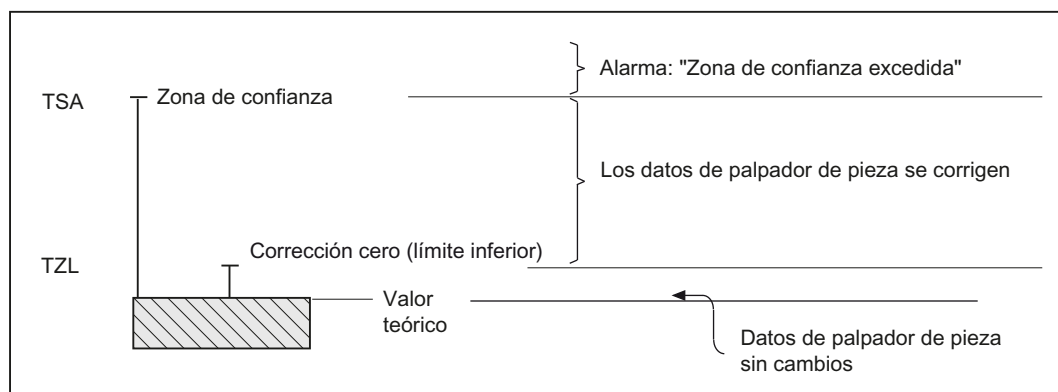 Alarma: "Zona de confianza excedida"
TSA
Zona de confianza
Los datos de palpador de pieza se corrigen
Corrección cero (límite inferior)
TZL
Valor
teórico
Datos de palpador de pieza
sin cambios